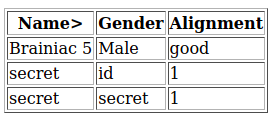 Name> Gender Alignment
Brainiac 5 Male good
secret id 1
secret secret 1